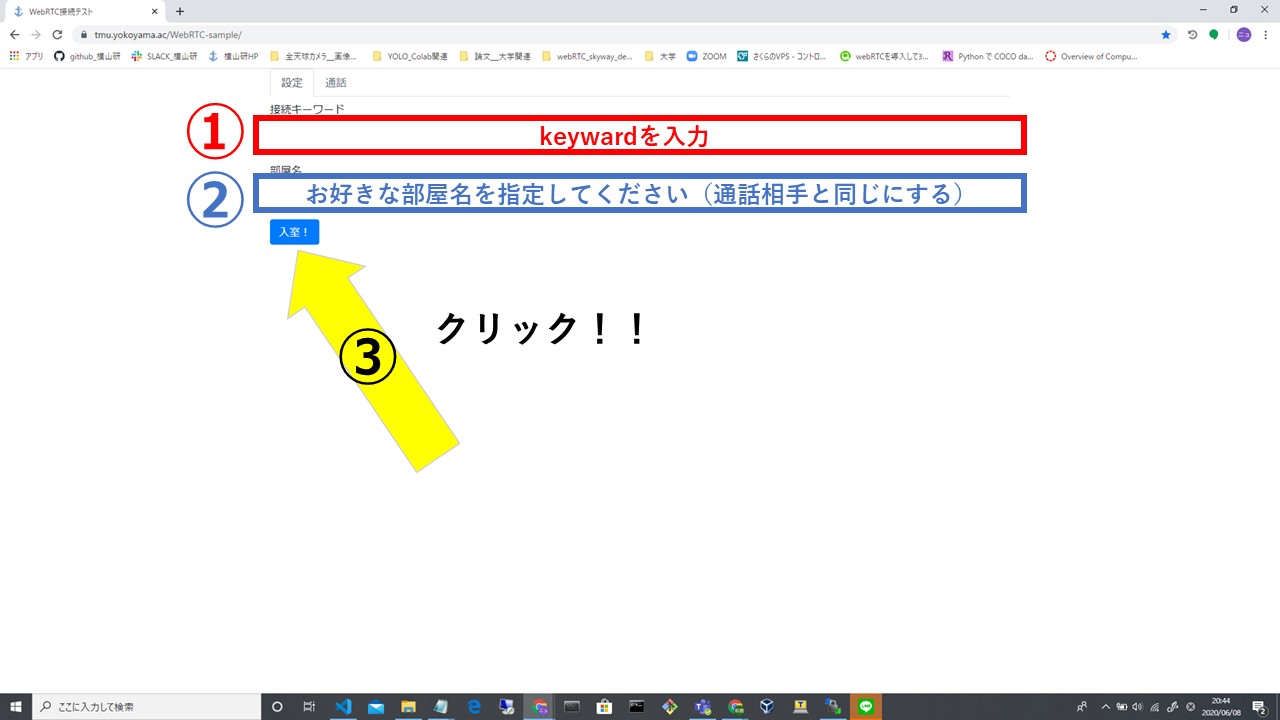 WebRTC接続テスト
tmu.yokoyama.ac/WebRTC-sample/
アプリ github_横山研 SLACK_横山研 横山研HP 全天球カメラ__画像... YOLO_Colab関連 論文__大学関連 webRTC_skyway_de... 大学 ZOOM さくらのVPS - コントロ... webRTCを導入して3... Python で COCO da... Overview of Compu...
設定 通話
接続キーワード
① keywardを入力
部屋名
② お好きな部屋名を指定してください（通話相手と同じにする）
入室！
クリック！！
③
ここに入力して検索
20:44
2020/06/08